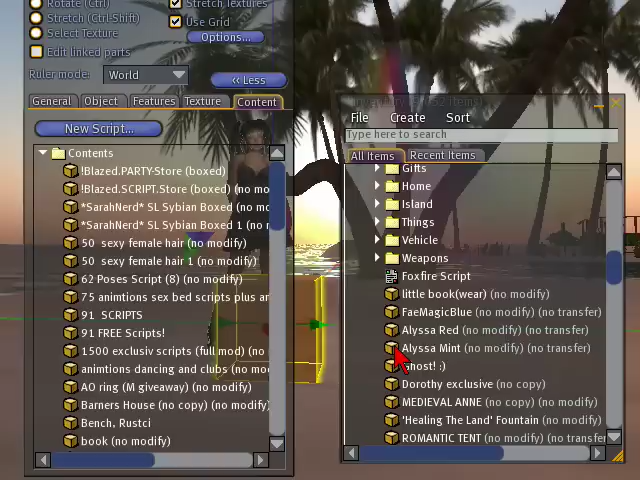 Rotate (Ctrl)
Stretch (Ctrl-Shift)
Select Texture
Edit linked parts
Stretch Textures
Use Grid
Options...
Ruler mode:
World
<< Less
General
Object
Features
Texture
Content
New Script...
Contents
!Blazed.PARTY-Store (boxed)
!Blazed.SCRIPT.Store (boxed) (no mo
*SarahNerd* SL Sybian Boxed (no m
*SarahNerd* SL Sybian Boxed 1 (no m
50 sexy female hair (no modify)
50 sexy female hair 1 (no modify)
62 Poses Script (8) (no modify)
75 animtions sex bed scripts plus an
91 SCRIPTS
91 FREE Scripts!
1500 exclusiv scripts (full mod) (no
animations dancing and clubs (no mo
AO ring (M giveaway) (no modify)
Barners House (no copy) (no modify)
Bench, Rustci
book (no modify)
File
Create
Sort
Type here to search
All Items
Recent Items
Gifts
Home
Island
Things
Vehicle
Weapons
Foxfire Script
little book(wear) (no modify)
FaeMagicBlue (no modify) (no transfer)
Alyssa Red (no modify) (no transfer)
Alyssa Mint (no modify) (no transfer)
Ghost! :)
Dorothy exclusive (no copy)
MEDIEVAL ANNE (no copy) (no modify)
'Healing The Land' Fountain (no modify)
ROMANTIC TENT (no modify) (no transfer